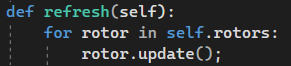 def refresh(self):
    for rotor in self.rotors:
        rotor.update();